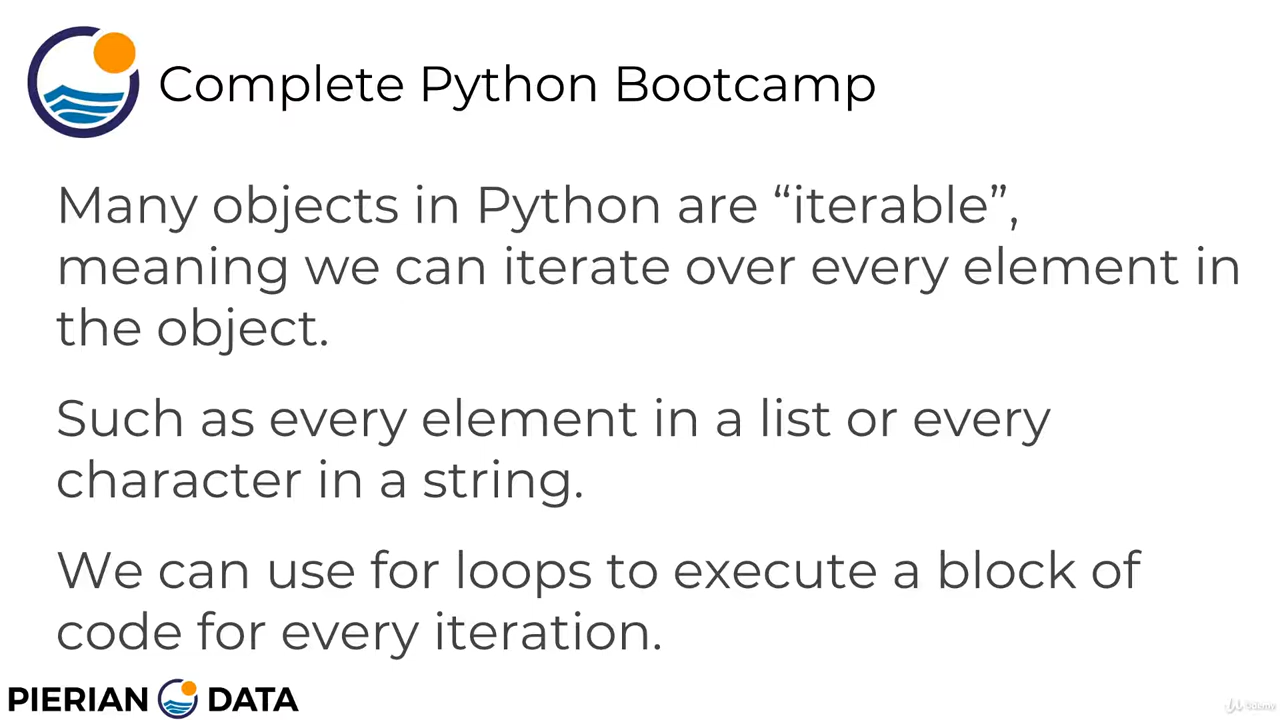 Complete Python Bootcamp
Many objects in Python are “iterable”,
meaning we can iterate over every element in
the object.
Such as every element in a list or every
character in a string.
We can use for loops to execute a block of
code for every iteration.
PIERIAN DATA
Udemy